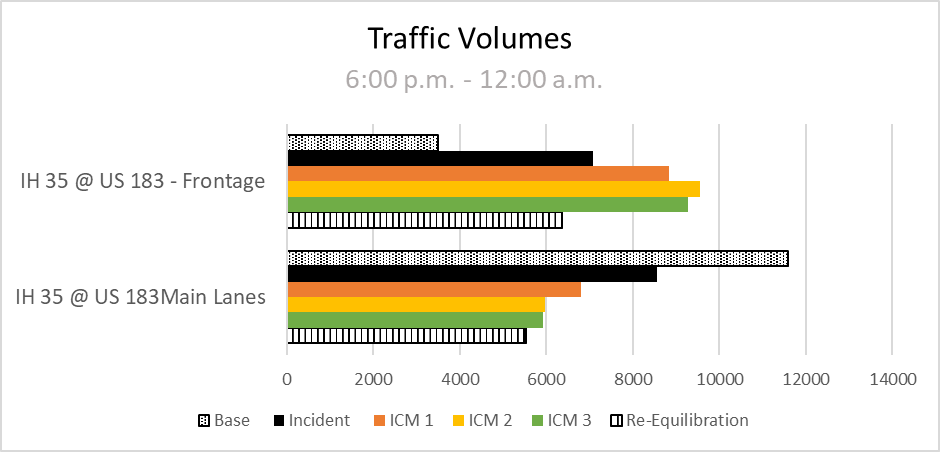 Traffic Volumes
6:00 p.m. - 12:00 a.m.
IH 35 @ US 183 - Frontage
IH 35 @ US 183Main Lanes
0 2000 4000 6000 8000 10000 12000 14000
Base Incident ICM 1 ICM 2 ICM 3 Re-Equilibration